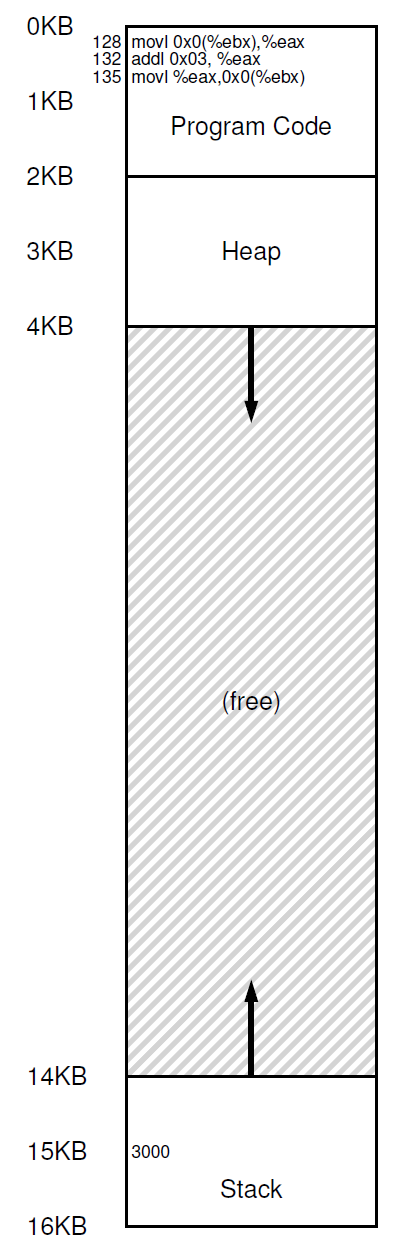 0KB
128 movl 0x0(%ebx),%eax
132 addl 0x03, %eax
135 movl %eax,0x0(%ebx)
1KB
Program Code
2KB
3KB Heap
4KB
(free)
14KB
15KB 3000
Stack
16KB